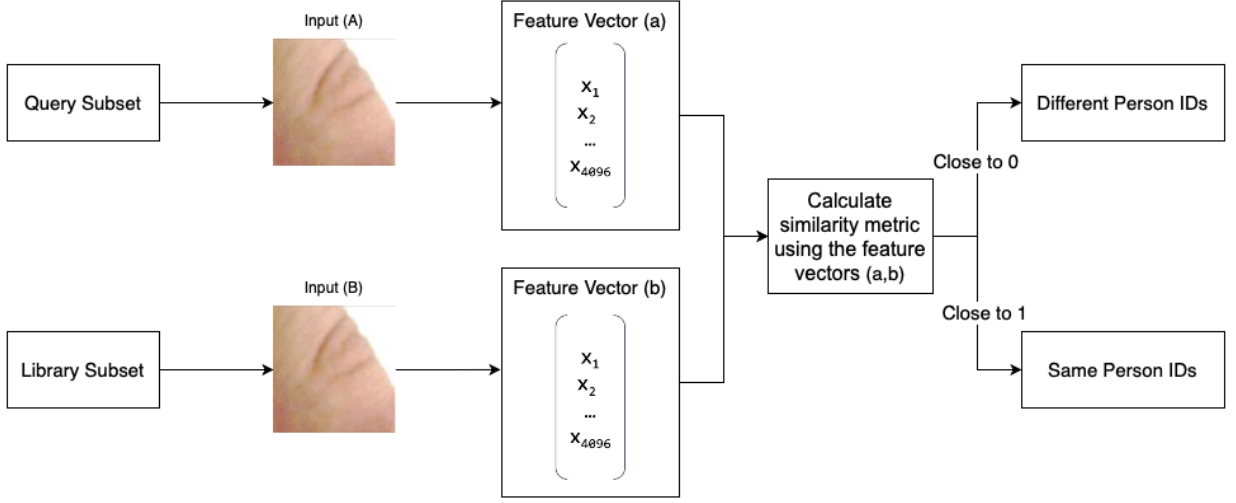 Query Subset
Input (A)
Feature Vector (a)
x1
x2
...
x4096
Library Subset
Input (B)
Feature Vector (b)
x1
x2
...
x4096
Calculate
similarity metric
using the feature
vectors (a,b)
Close to 0
Different Person IDs
Close to 1
Same Person IDs